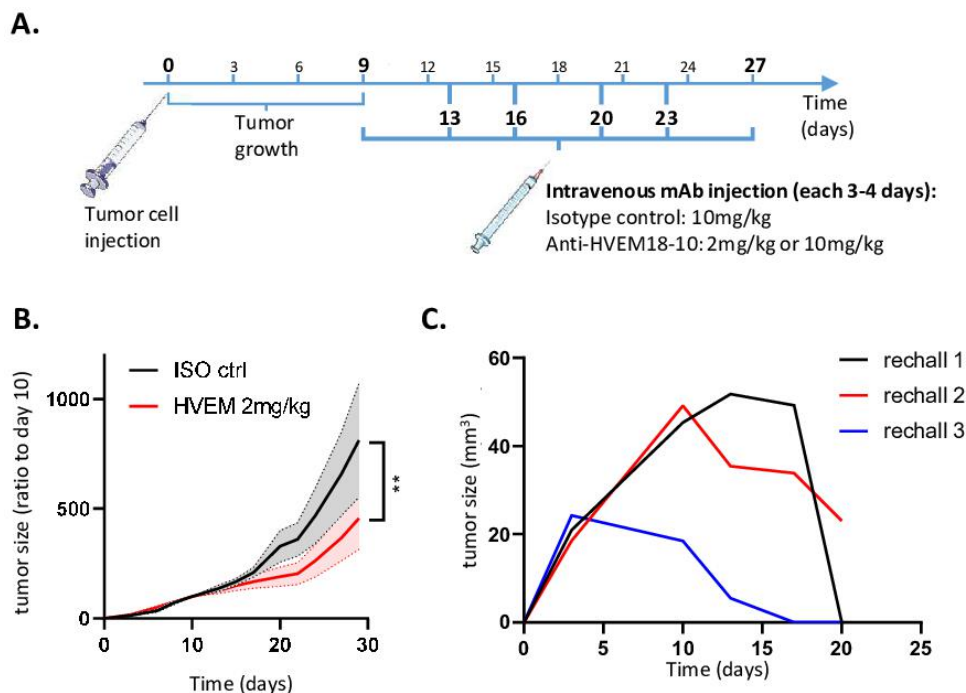 A.
0 3 6 9 12 15 18 21 24 27
13 16 20 23
Time
(days)
Tumor
growth
Tumor cell
injection
Intravenous mAb injection (each 3-4 days):
Isotype control: 10mg/kg
Anti-HVEM18-10: 2mg/kg or 10mg/kg
B.
tumor size (ratio to day 10)
1000
500
0
ISO ctrl
HVEM 2mg/kg
**
0 10 20 30
Time (days)
C.
tumor size (mm³)
60
40
20
0
rechall 1
rechall 2
rechall 3
0 5 10 15 20 25
Time (days)